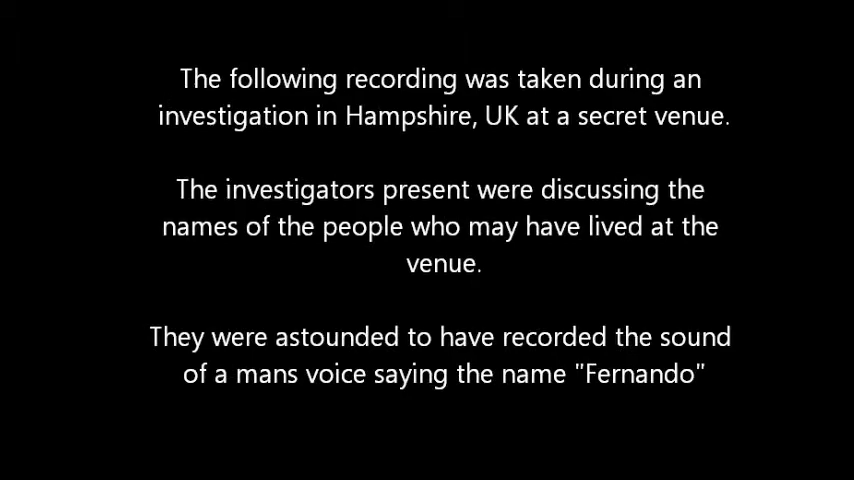 The following recording was taken during an
investigation in Hampshire, UK at a secret venue.
The investigators present were discussing the
names of the people who may have lived at the
venue.
They were astounded to have recorded the sound
of a mans voice saying the name "Fernando"